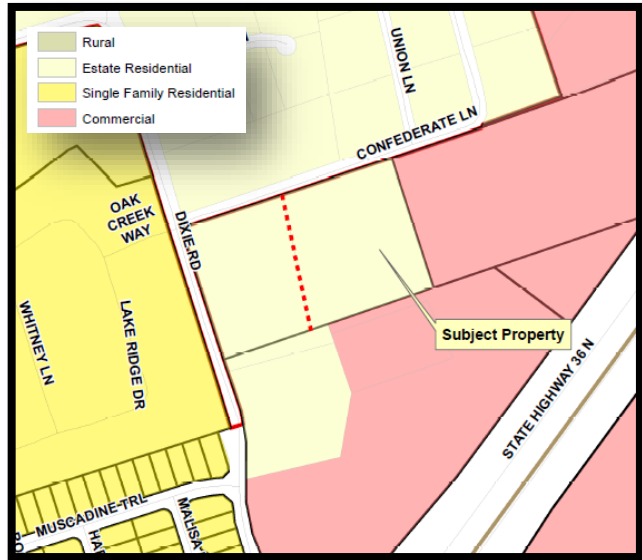 Rural
Estate Residential
Single Family Residential
Commercial
UNION LN
CONFEDERATE LN
OAK
CREEK
WAY
DIXIE RD
WHITNEY LN
LAKE RIDGE DR
Subject Property
STATE HIGHWAY 36 N
MUSCADINE TRL